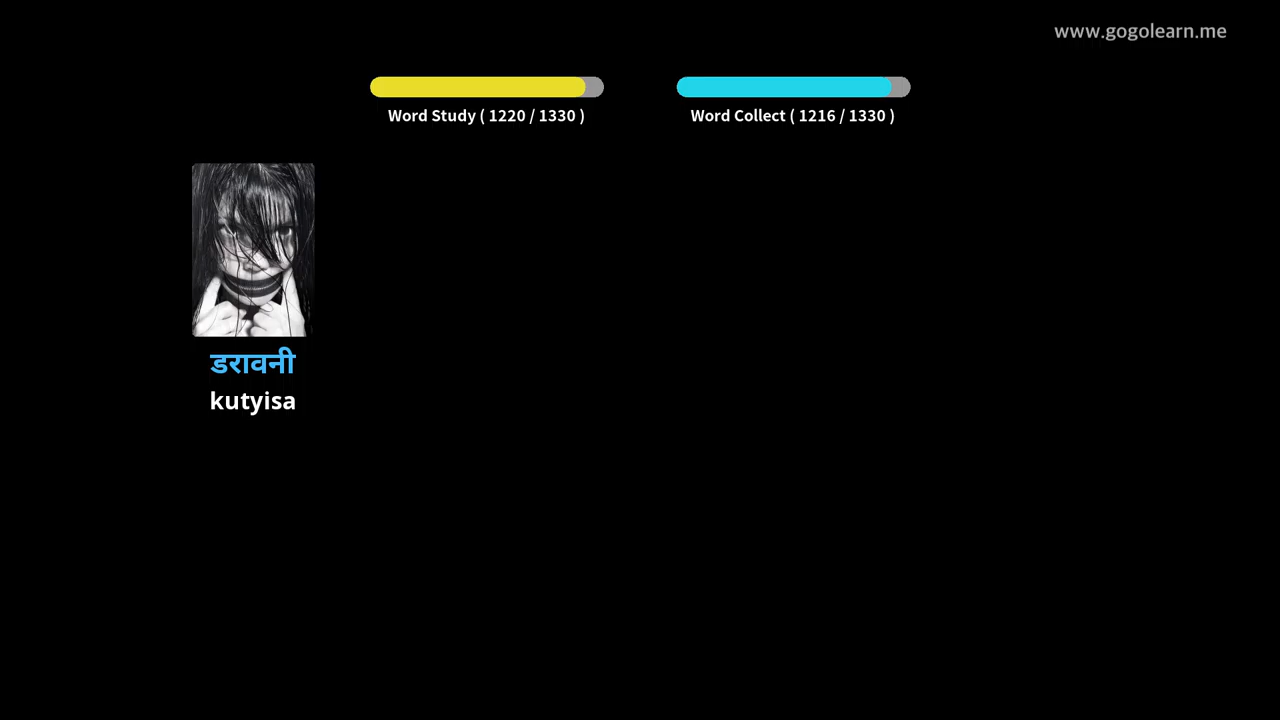 www.gogolearn.me
Word Study ( 1220 / 1330 )
Word Collect ( 1216 / 1330 )
डरावनी
kutyisa